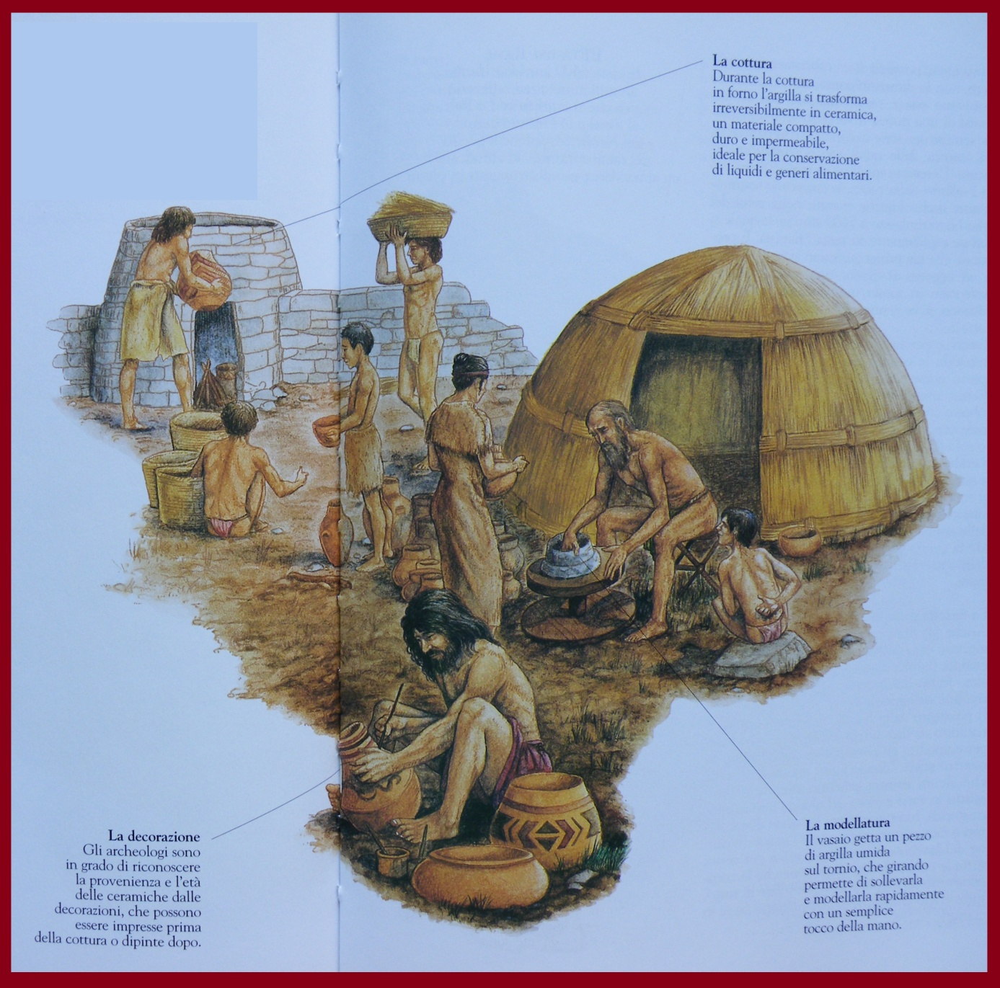 La cottura
Durante la cottura
in forno l'argilla si trasforma
irreversibilmente in ceramica,
un materiale compatto,
duro e impermeabile,
ideale per la conservazione
di liquidi e generi alimentari.
La decorazione
Gli archeologi sono
in grado di riconoscere
la provenienza e l'età
delle ceramiche dalle
decorazioni, che possono
essere impresse prima
della cottura o dipinte dopo.
La modellatura
Il vasaio getta un pezzo
di argilla umida
sul tornio, che girando
permette di sollevarla
e modellarla rapidamente
con un semplice
tocco della mano.